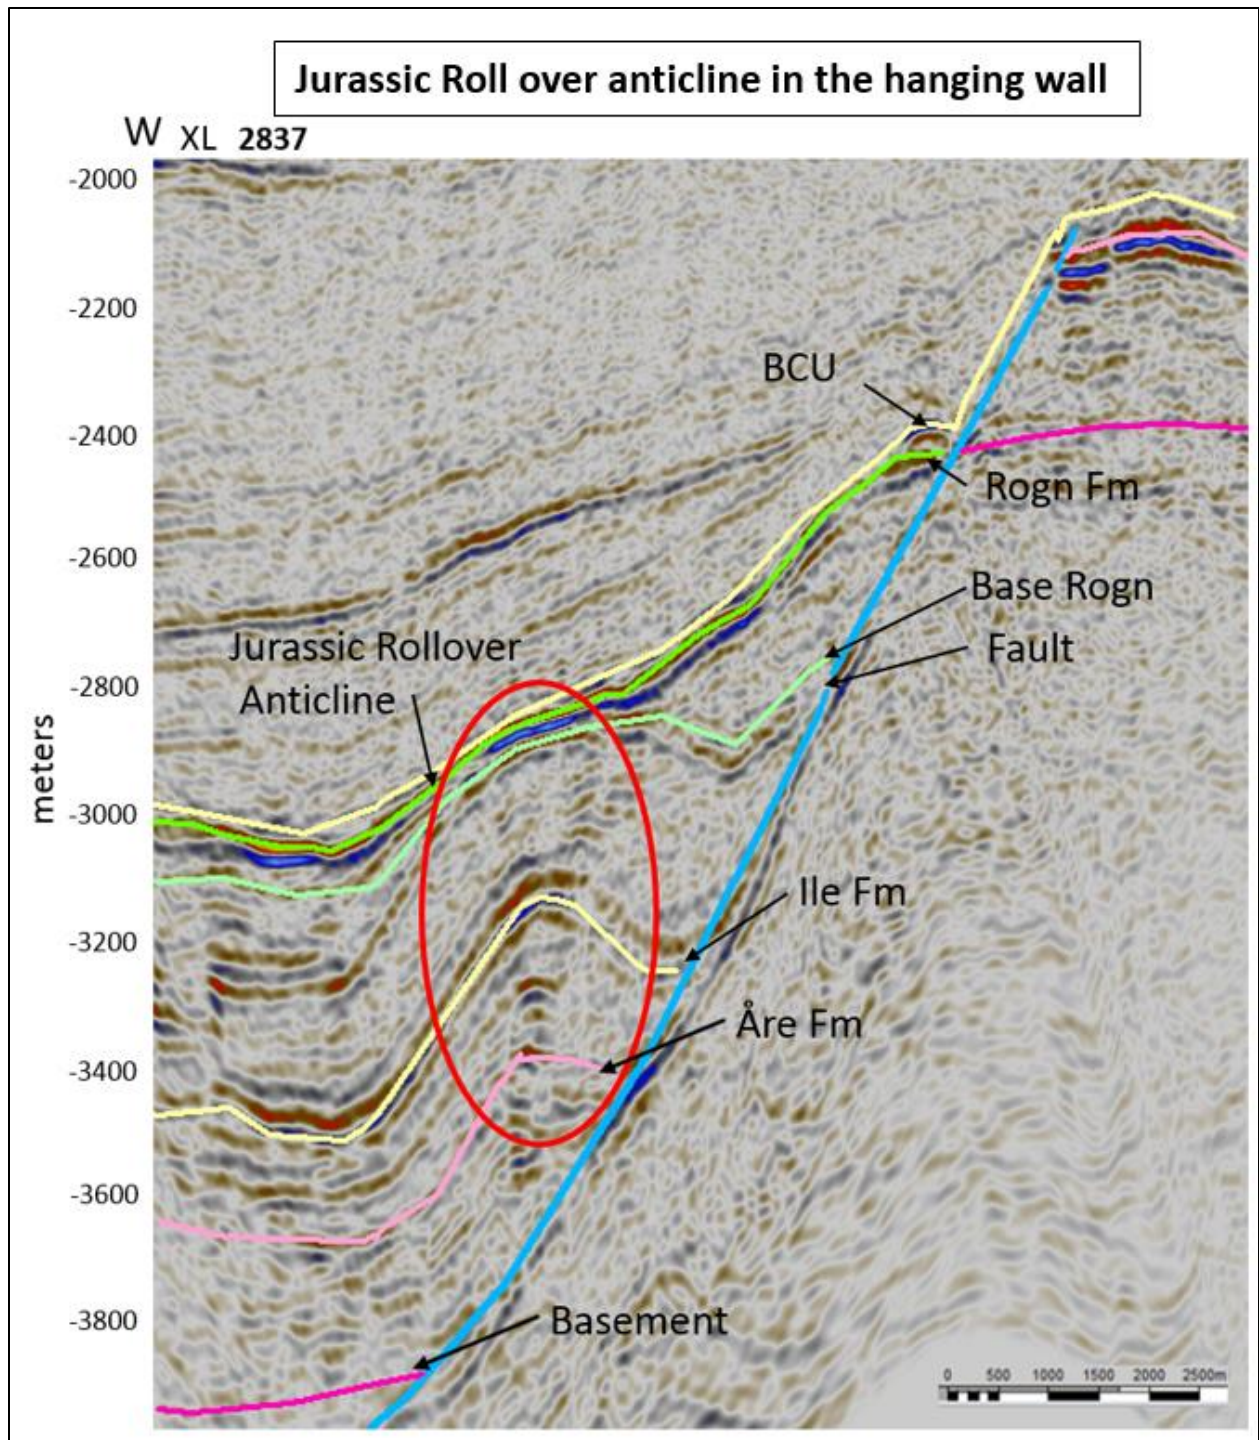 Jurassic Roll over anticline in the hanging wall
W XL 2837
-2000
-2200
-2400
-2600
-2800
-3000
-3200
-3400
-3600
-3800
meters
BCU
Rogn Fm
Base Rogn
Fault
Jurassic Rollover
Anticline
Ile Fm
Åre Fm
Basement
0 500 1000 1500 2000 2500m